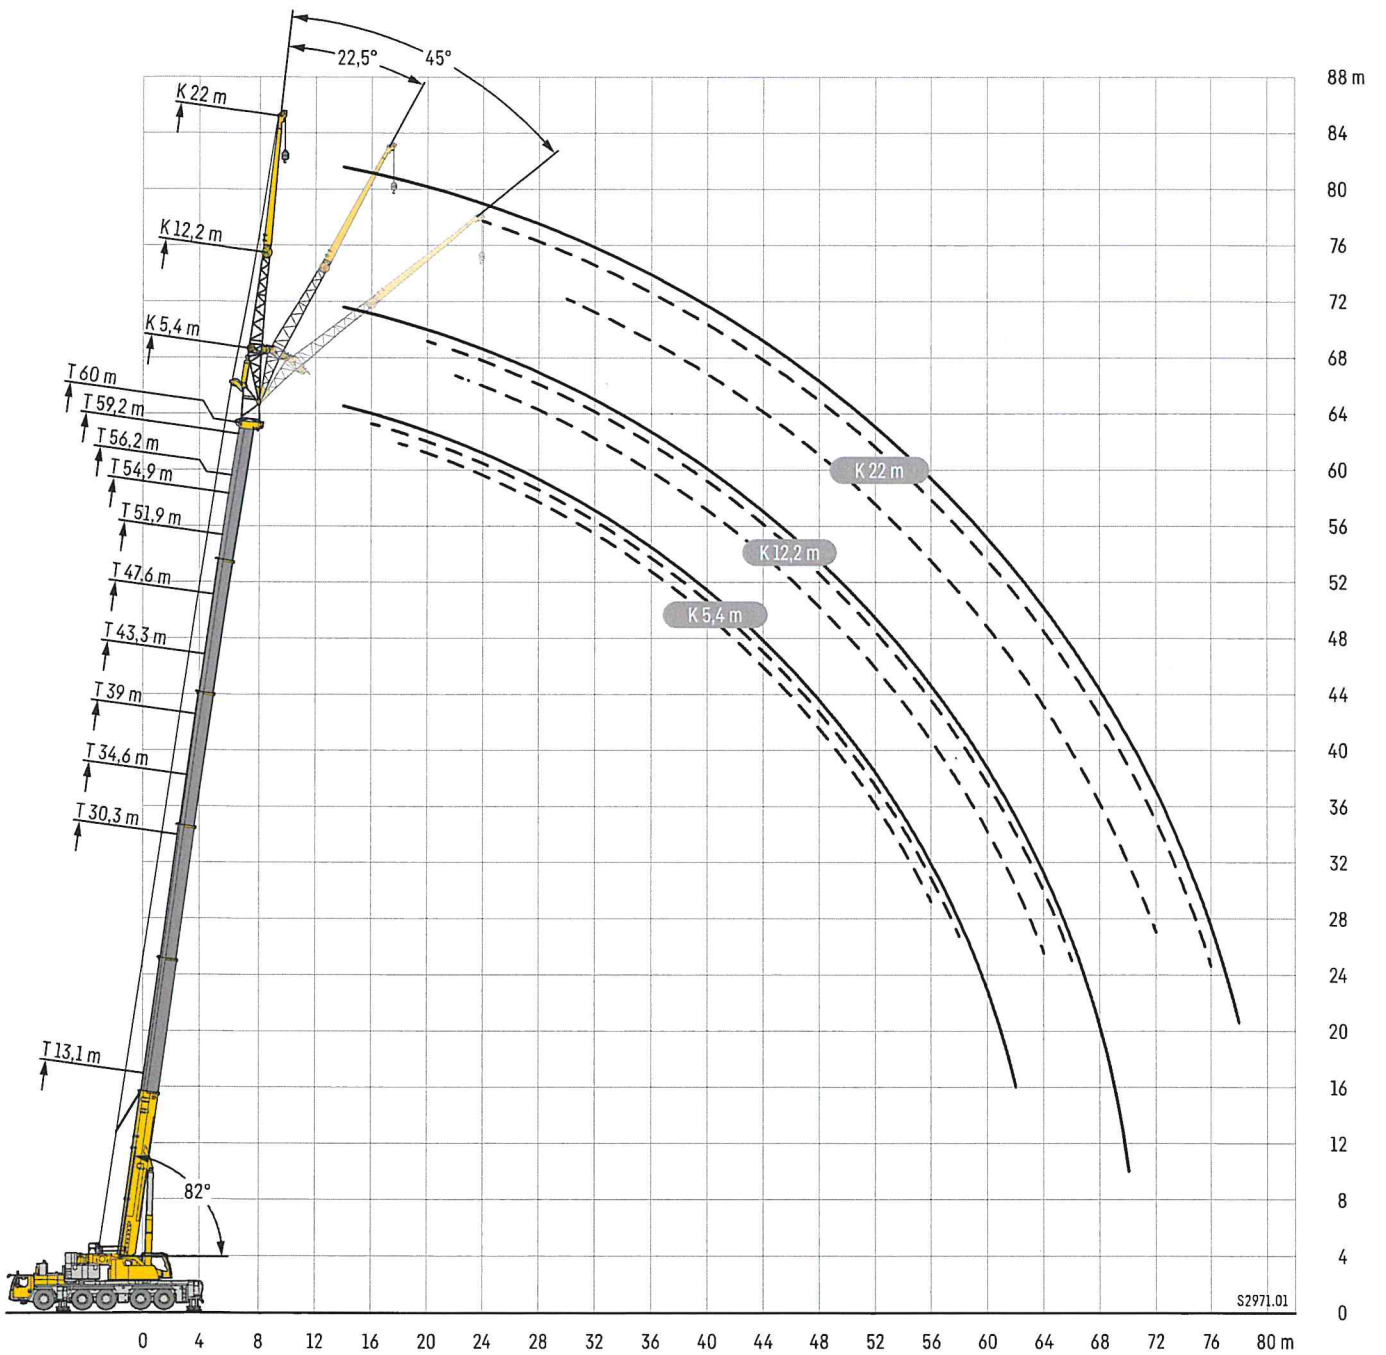 45°
22,5°
88 m
K 22 m
84
80
K 12,2 m
76
72
K 5,4 m
68
T 60 m
64
T 59,2 m
T 56,2 m
60
K 22 m
T 54,9 m
T 51,9 m
56
K 12,2 m
52
T 47,6 m
K 5,4 m
48
T 43,3 m
44
T 39 m
40
T 34,6 m
36
T 30,3 m
32
28
24
20
T 13,1 m
16
12
82°
8
4
S2971.01
0
0 4 8 12 16 20 24 28 32 36 40 44 48 52 56 60 64 68 72 76 80 m